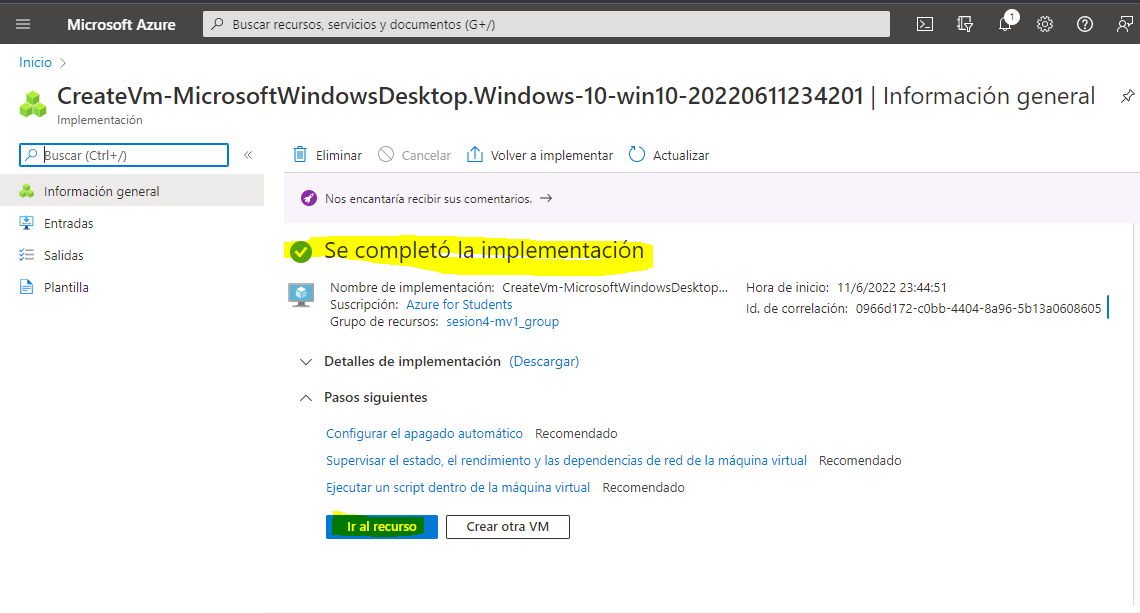 Microsoft Azure
Buscar recursos, servicios y documentos (G+/)
1
Inicio
CreateVm-MicrosoftWindowsDesktop.Windows-10-win10-20220611234201 | Información general
Implementación
Buscar (Ctrl+/)
«
Eliminar
Cancelar
Volver a implementar
Actualizar
Información general
Entradas
Salidas
Plantilla
Nos encantaría recibir sus comentarios. →
Se completó la implementación
Nombre de implementación: CreateVm-MicrosoftWindowsDesktop...
Suscripción: Azure for Students
Grupo de recursos: sesion4-mv1_group
Hora de inicio: 11/6/2022 23:44:51
Id. de correlación: 0966d172-c0bb-4404-8a96-5b13a0608605
Detalles de implementación (Descargar)
Pasos siguientes
Configurar el apagado automático Recomendado
Supervisar el estado, el rendimiento y las dependencias de red de la máquina virtual Recomendado
Ejecutar un script dentro de la máquina virtual Recomendado
Ir al recurso
Crear otra VM